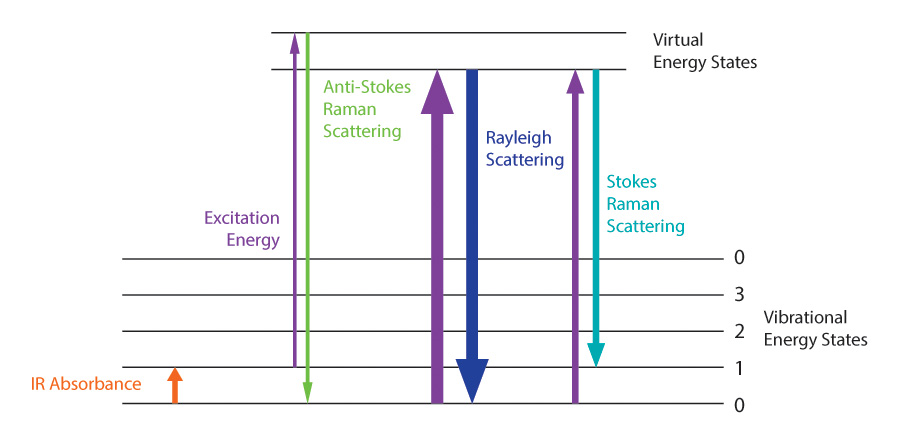 Virtual
Energy States
Anti-Stokes
Raman
Scattering
Rayleigh
Scattering
Stokes
Raman
Scattering
Excitation
Energy
0
3
2
1
0
Vibrational
Energy States
IR Absorbance